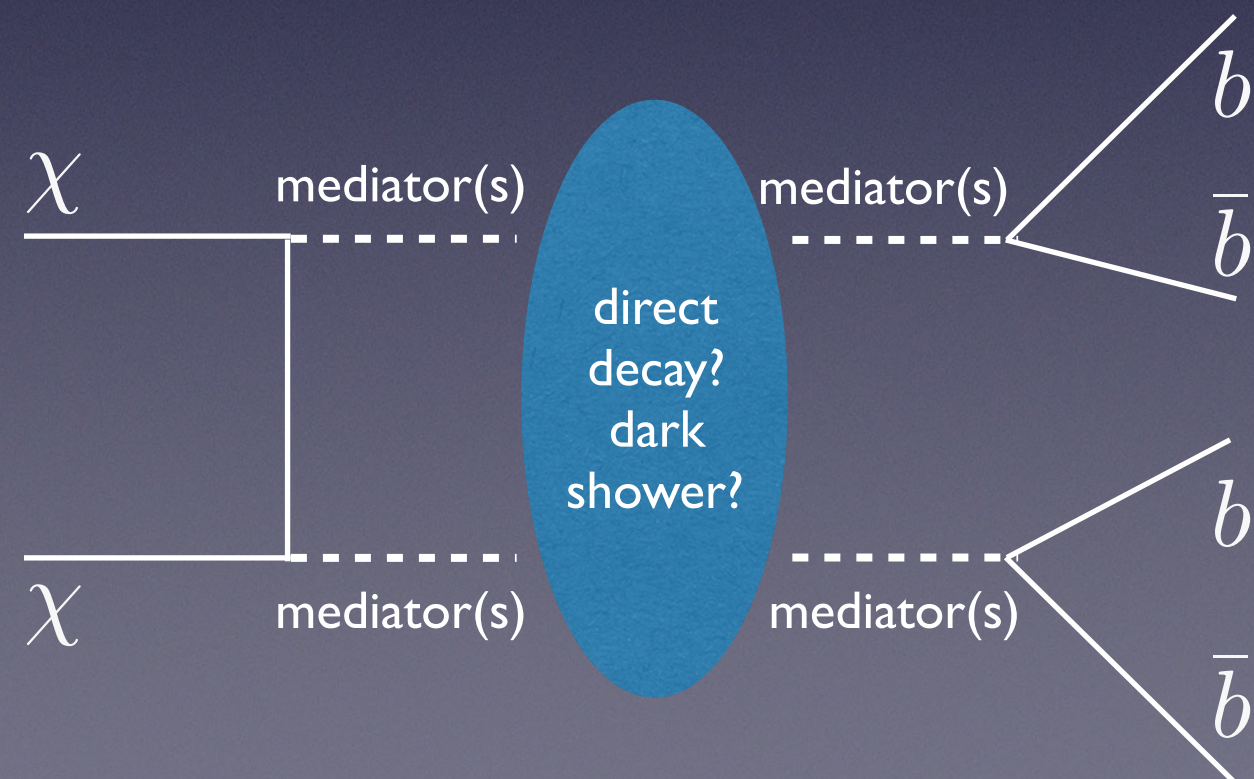 b
χ
mediator(s)
mediator(s)
b̄
direct
decay?
dark
shower?
b
χ
mediator(s)
mediator(s)
b̄